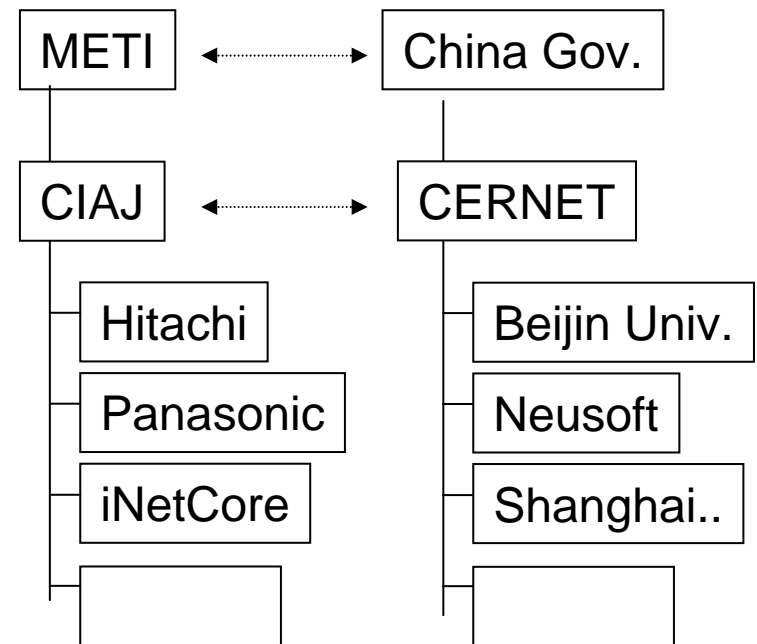 METI
China Gov.
CIAJ
CERNET
Hitachi
Beijin Univ.
Panasonic
Neusoft
iNetCore
Shanghai..